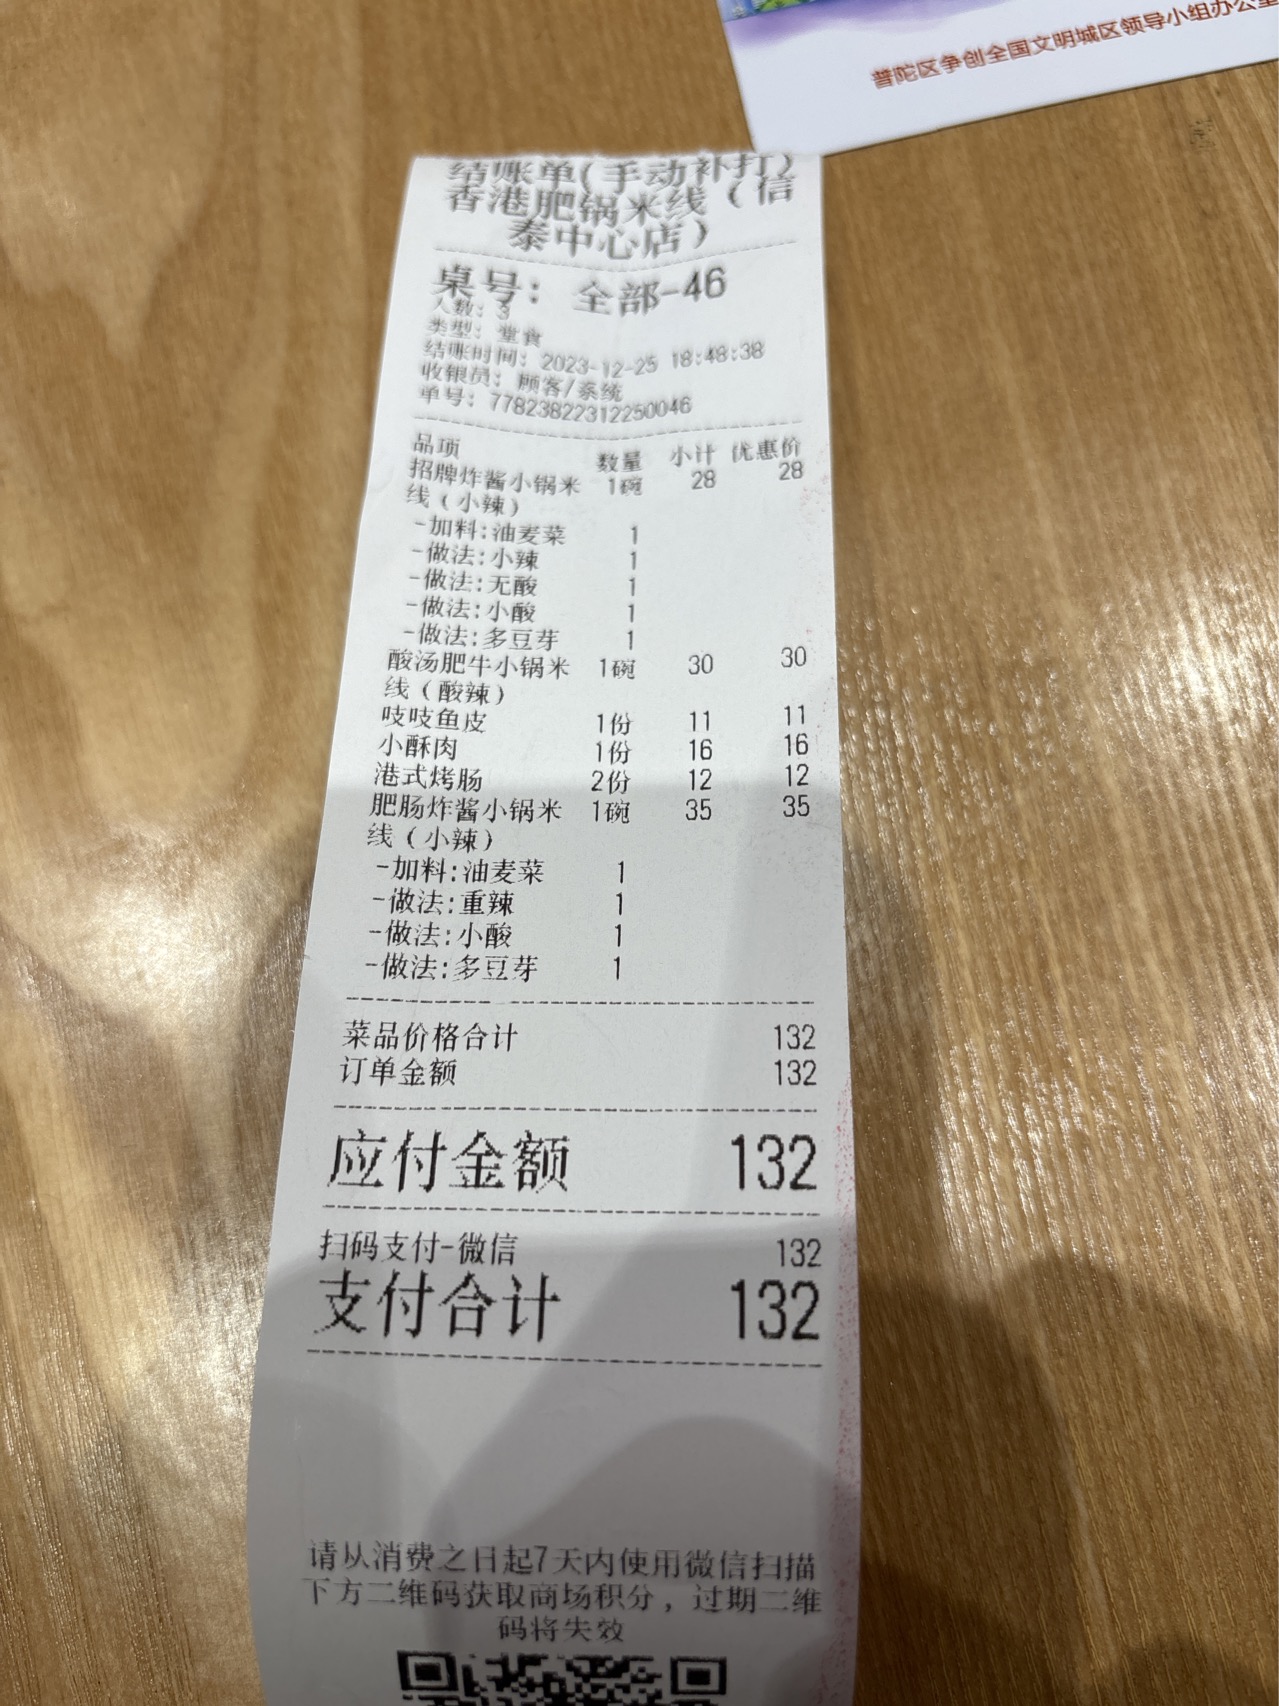 普陀区争创全国文明城区领导小组办公室
结账单(手动补打)
香港肥锅米线（信
泰中心店）
桌号： 全部-46
人数: 3
类型: 堂食
结账时间: 2023-12-25 18:48:38
收银员: 顾客/系统
单号: 77823822312250046
品项 数量 小计 优惠价
招牌炸酱小锅米 1碗 28 28
线（小辣）
-加料:油麦菜 1
-做法:小辣 1
-做法:无酸 1
-做法:小酸 1
-做法:多豆芽 1
酸汤肥牛小锅米 1碗 30 30
线（酸辣）
吱吱鱼皮 1份 11 11
小酥肉 1份 16 16
港式烤肠 2份 12 12
肥肠炸酱小锅米 1碗 35 35
线（小辣）
-加料:油麦菜 1
-做法:重辣 1
-做法:小酸 1
-做法:多豆芽 1
菜品价格合计 132
订单金额 132
应付金额 132
扫码支付-微信 132
支付合计 132
请从消费之日起7天内使用微信扫描
下方二维码获取商场积分，过期二维
码将失效